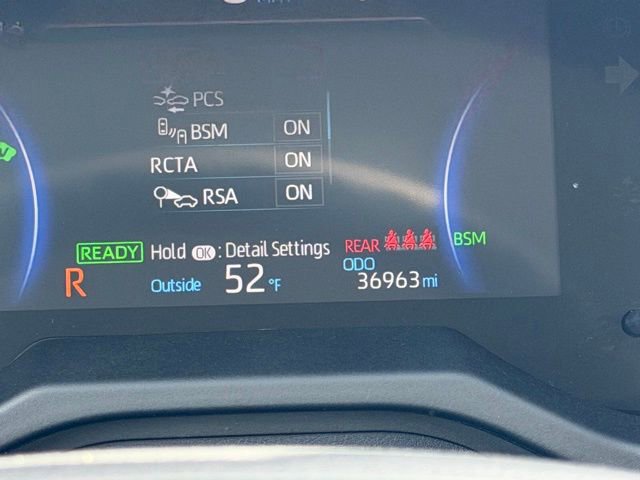 PCS
BSM ON
RCTA ON
RSA ON
READY Hold OK : Detail Settings REAR BSM
R Outside 52 °F ODO
36963 mi